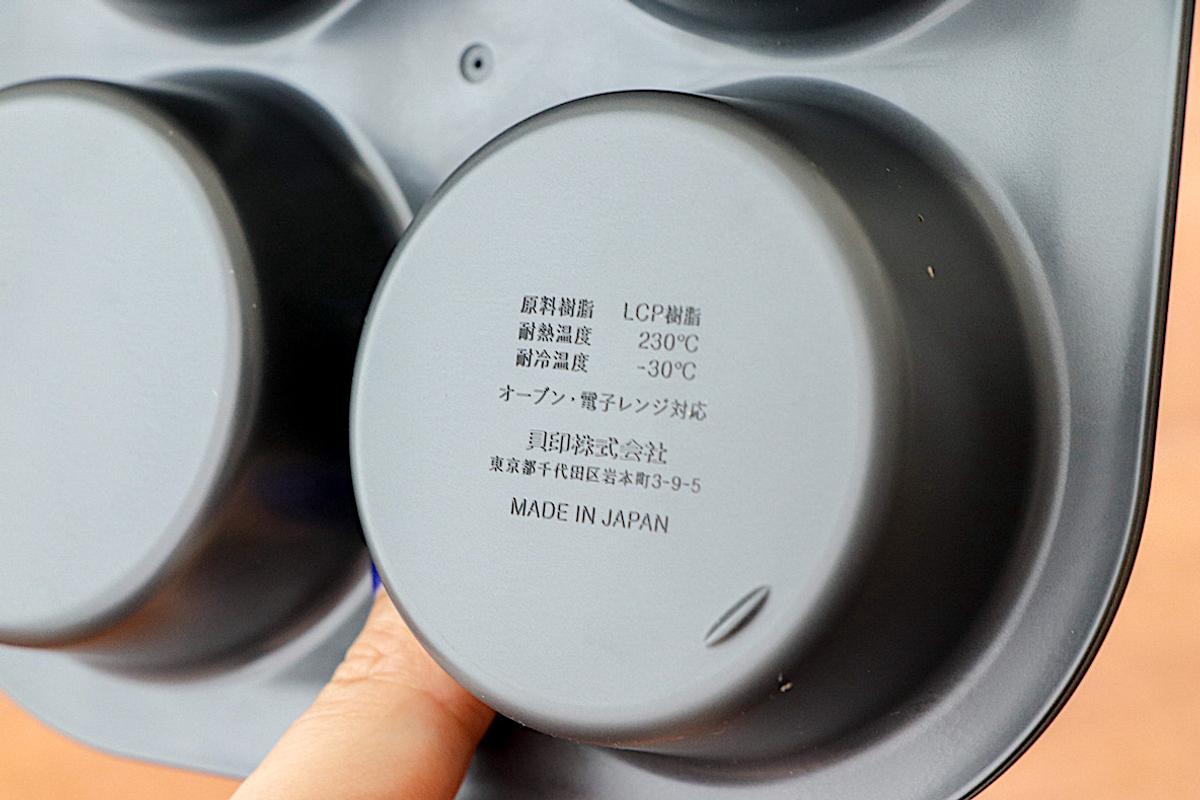 原料樹脂 LCP樹脂
耐熱温度 230℃
耐冷温度 -30℃
オーブン・電子レンジ対応
貝印株式会社
東京都千代田区岩本町3-9-5
MADE IN JAPAN